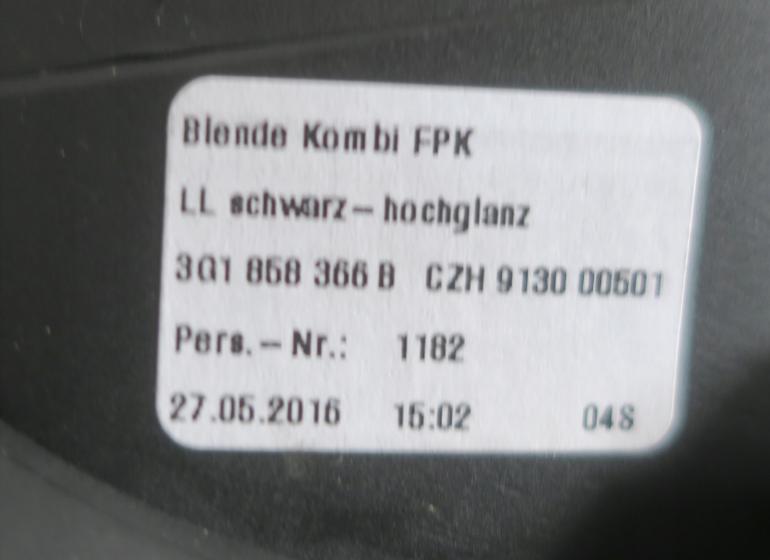 Blende Kombi FPK
LL schwarz-hochglanz
3G1 858 366 B CZH 9130 00501
Pers.-Nr.: 1182
27.05.2016 15:02 04S